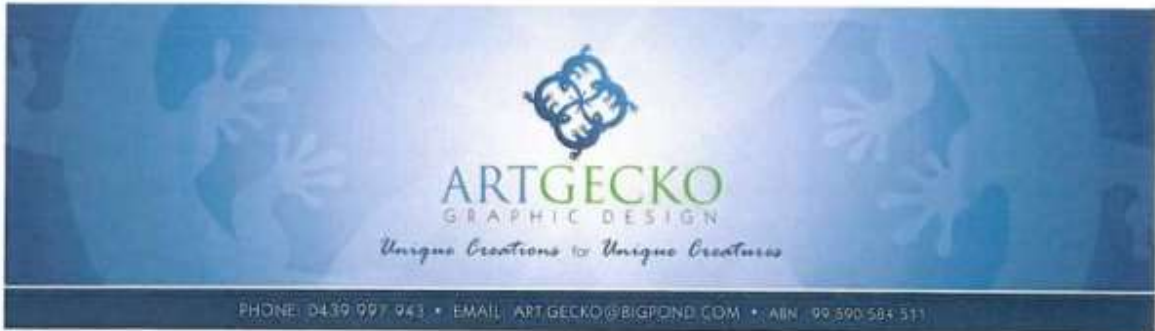 ARTGECKO
GRAPHIC DESIGN
Unique Creations for Unique Creatures
PHONE: 0439 997 943 • EMAIL: ART.GECKO@BIGPOND.COM • ABN: 99 590 584 511